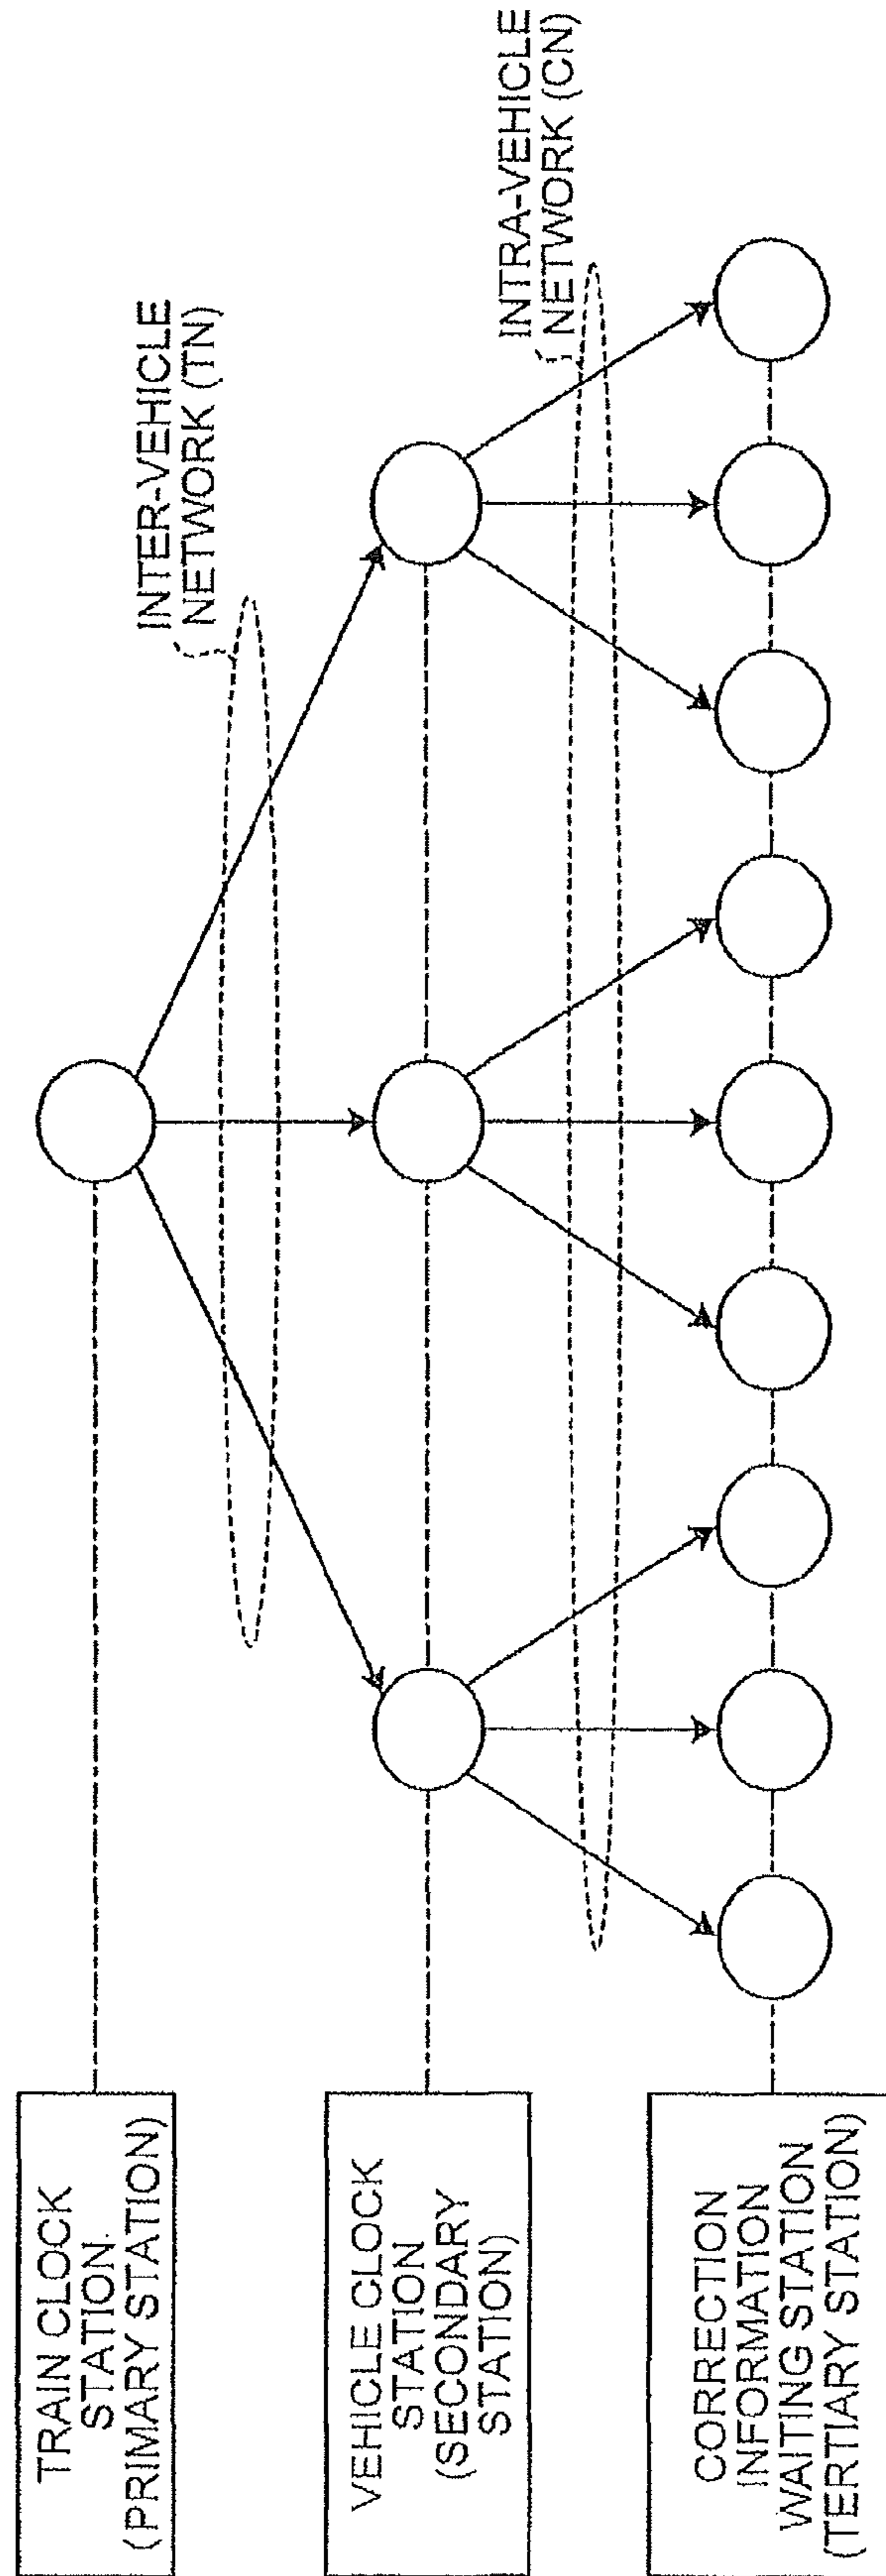 TRAIN CLOCK
STATION.
(PRIMARY STATION)
VEHICLE CLOCK
STATION
(SECONDARY
STATION)
CORRECTION
INFORMATION
WAITING STATION
(TERTIARY STATION)
INTER-VEHICLE
NETWORK (TN)
INTRA-VEHICLE
NETWORK (CN)